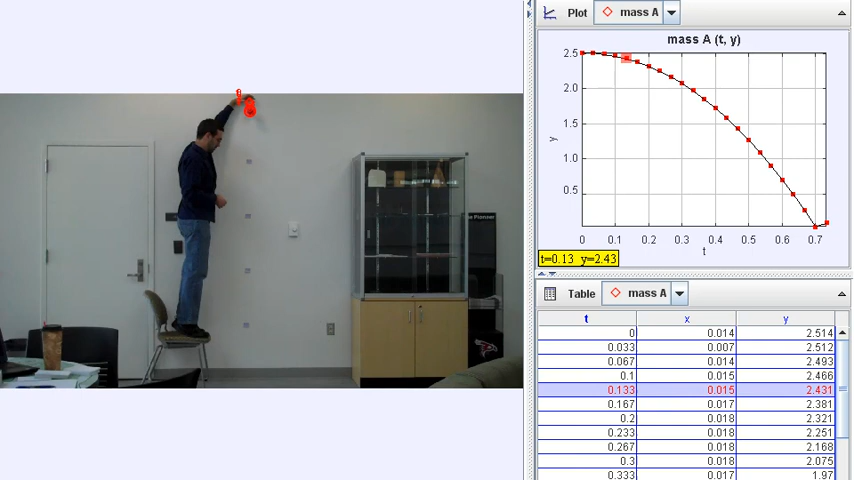 Plot mass A
mass A (t, y)
2.5
2.0
1.5
1.0
0.5
y
0 0.1 0.2 0.3 0.4 0.5 0.6 0.7
t
t=0.13 y=2.43
Table mass A
t x y
0 0.014 2.514
0.033 0.007 2.512
0.067 0.014 2.493
0.1 0.015 2.466
0.133 0.015 2.431
0.167 0.017 2.381
0.2 0.018 2.321
0.233 0.018 2.251
0.267 0.018 2.168
0.3 0.018 2.075
0.333 0.017 1.97
he Pioneer